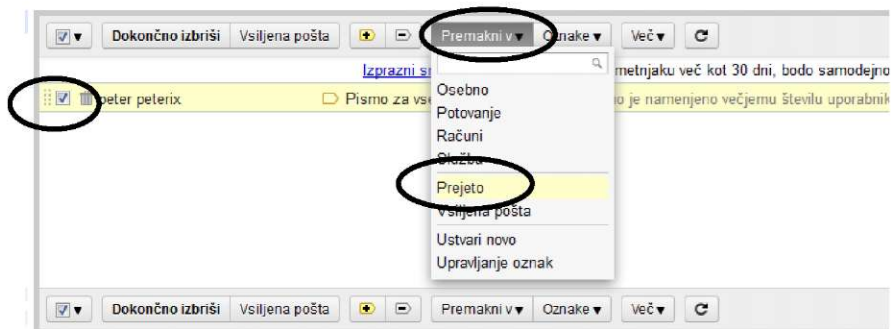 Dokončno izbriši Vsiljena pošta Premakni v Oznake Več
Izprazni s metnjaku več kot 30 dni, bodo samodejno
peter peterix Pismo za vse o je namenjeno večjemu številu uporabnik
Osebno
Potovanje
Računi
Služba
Prejeto
Vsiljena pošta
Ustvari novo
Upravljanje oznak
Dokončno izbriši Vsiljena pošta Premakni v Oznake Več